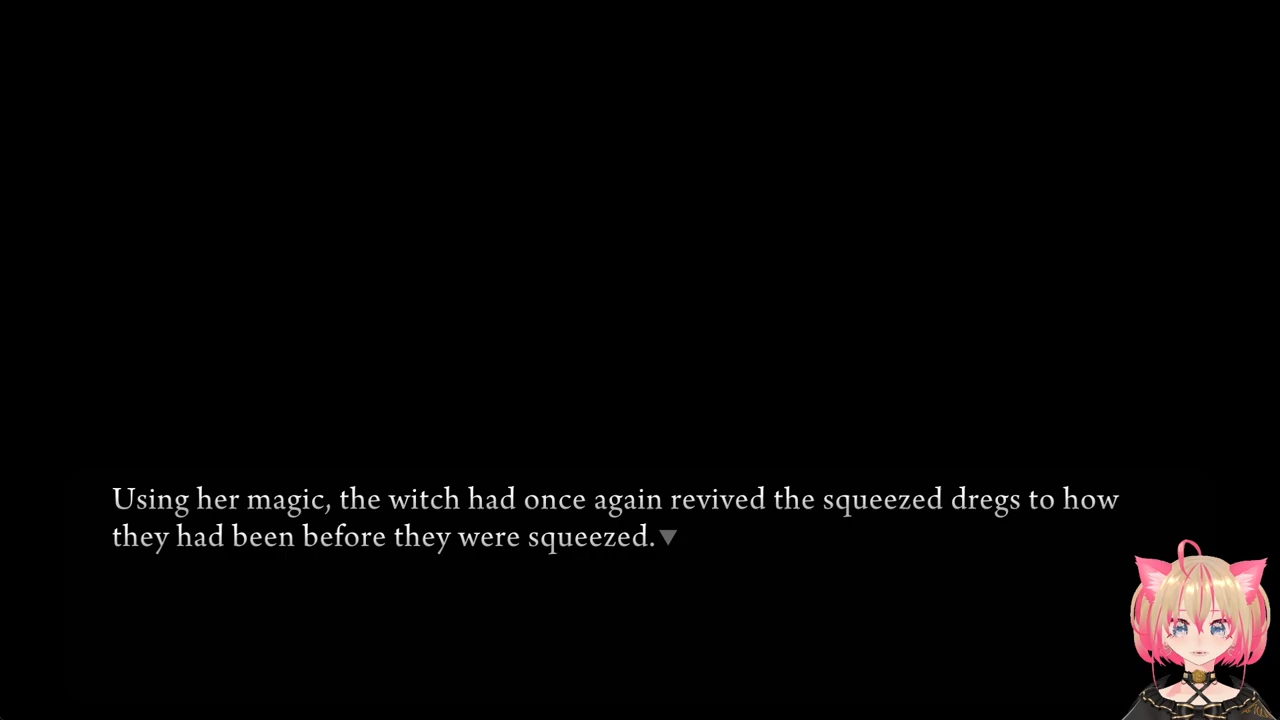 Using her magic, the witch had once again revived the squeezed dregs to how
they had been before they were squeezed.